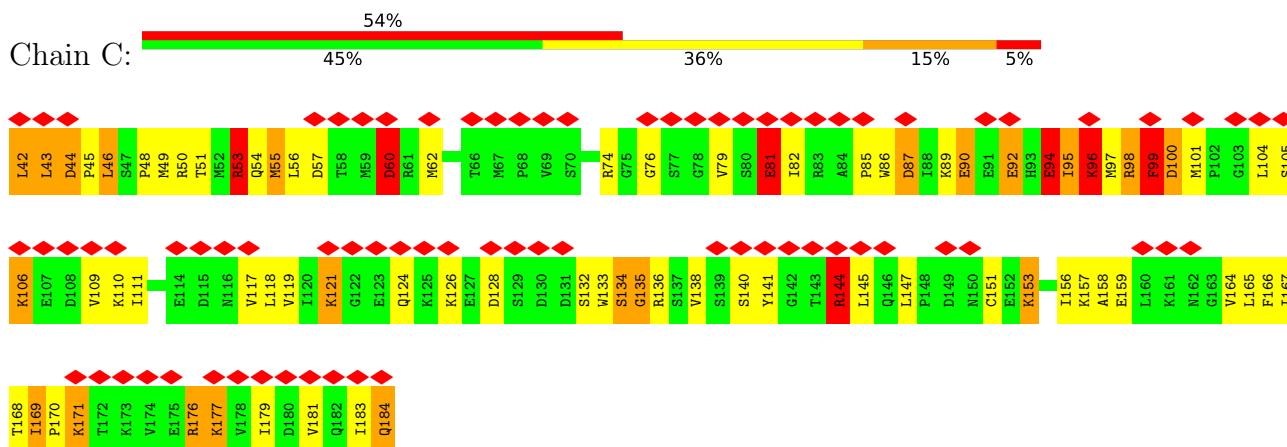 54%
Chain C:
45% 36% 15% 5%
L42 L43 D44 P45 L46 S47 P48 M49 R50 T51 M52 R53 Q54 M55 L56 D57 T58 M59 D60 R61 M62 T66 M67 P68 V69 S70 R74 G75 G76 S77 G78 V79 S80 E81 I82 R83 A84 P85 W86 D87 I88 K89 E90 E91 E92 H93 E94 I95 K96 M97 R98 F99 D100 M101 P102 G103 L104 S105
K106 E107 D108 V109 K110 I111 E114 D115 N116 V117 L118 V119 I120 K121 G122 E123 Q124 K125 K126 E127 D128 S129 D130 D131 S132 W133 S134 G135 R136 S137 V138 S139 S140 Y141 G142 T143 R144 L145 Q146 L147 P148 D149 N150 C151 E152 K153 I156 K157 A158 E159 L160 K161 N162 G163 V164 L165 F166 I167
T168 I169 P170 K171 T172 K173 V174 E175 R176 K177 V178 I179 D180 V181 Q182 I183 Q184